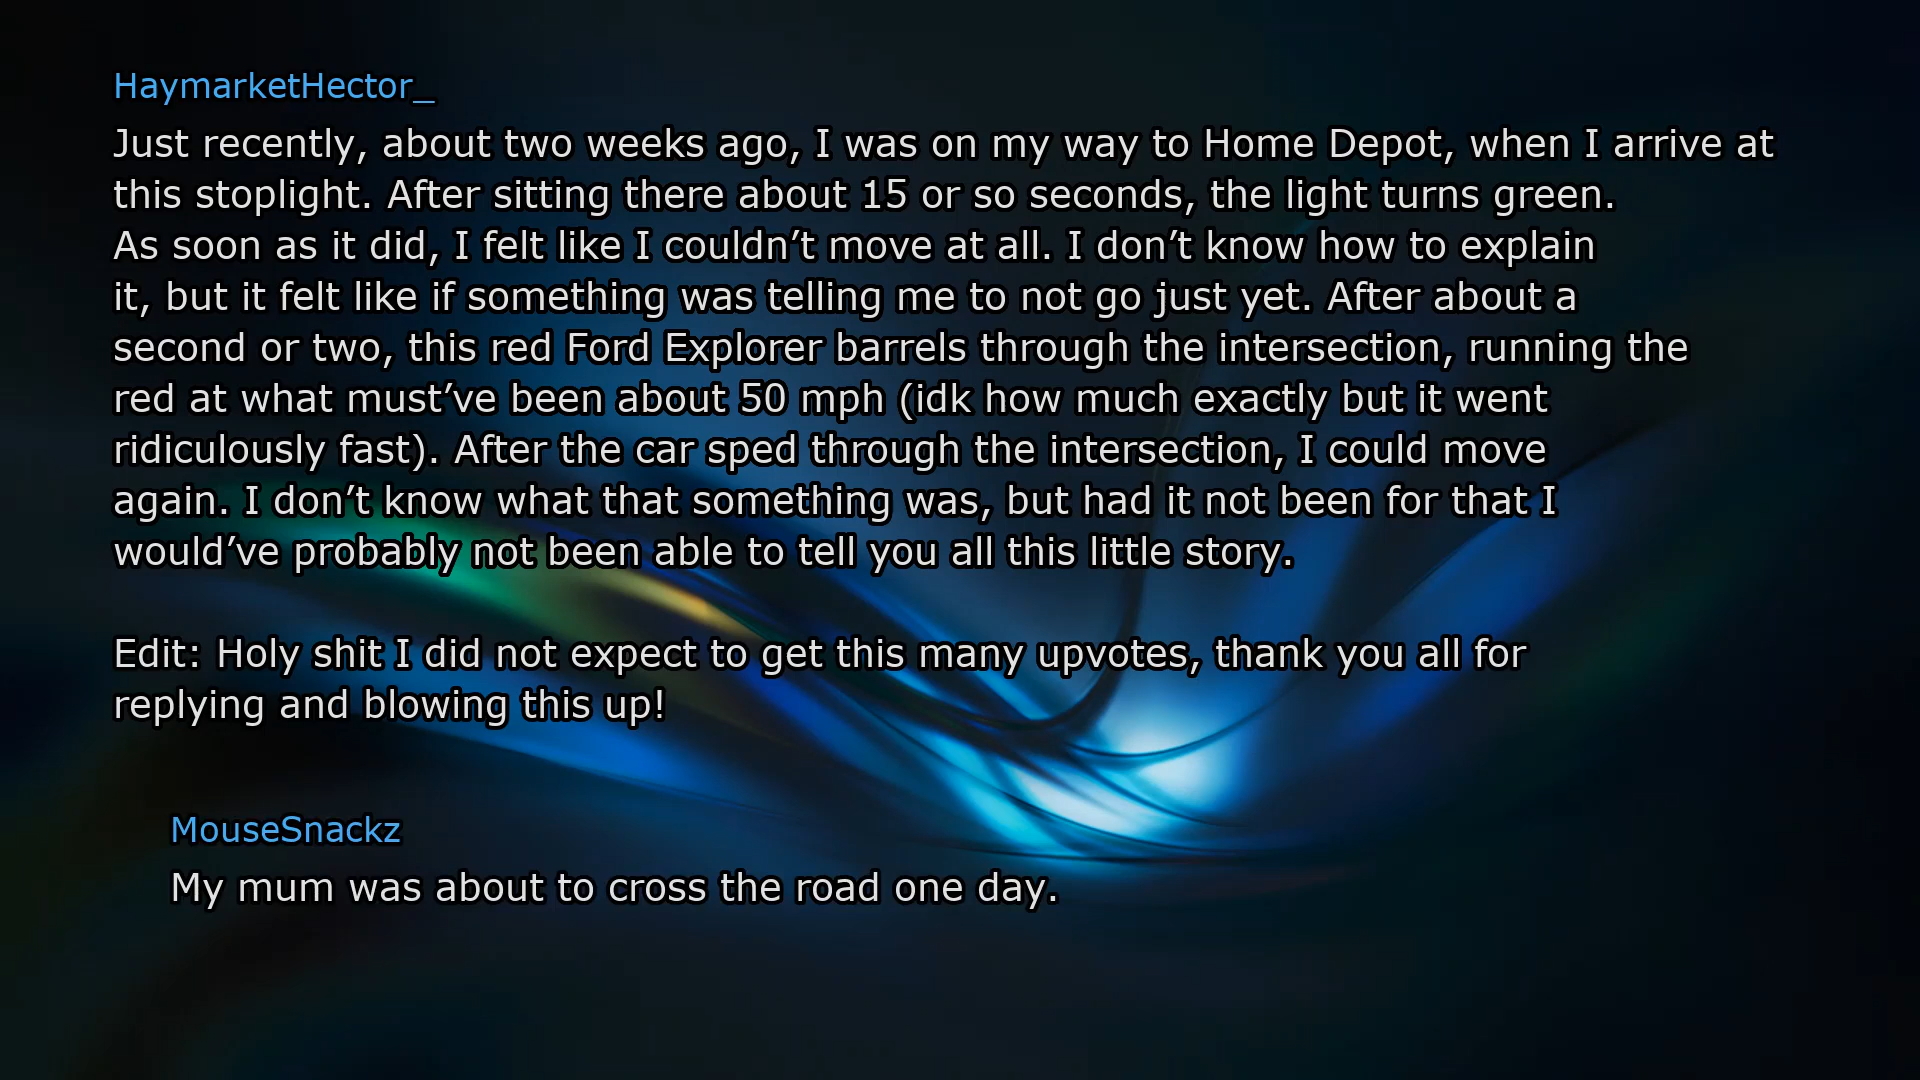 HaymarketHector_
Just recently, about two weeks ago, I was on my way to Home Depot, when I arrive at
this stoplight. After sitting there about 15 or so seconds, the light turns green.
As soon as it did, I felt like I couldn’t move at all. I don’t know how to explain
it, but it felt like if something was telling me to not go just yet. After about a
second or two, this red Ford Explorer barrels through the intersection, running the
red at what must’ve been about 50 mph (idk how much exactly but it went
ridiculously fast). After the car sped through the intersection, I could move
again. I don’t know what that something was, but had it not been for that I
would’ve probably not been able to tell you all this little story.
Edit: Holy shit I did not expect to get this many upvotes, thank you all for
replying and blowing this up!
MouseSnackz
My mum was about to cross the road one day.